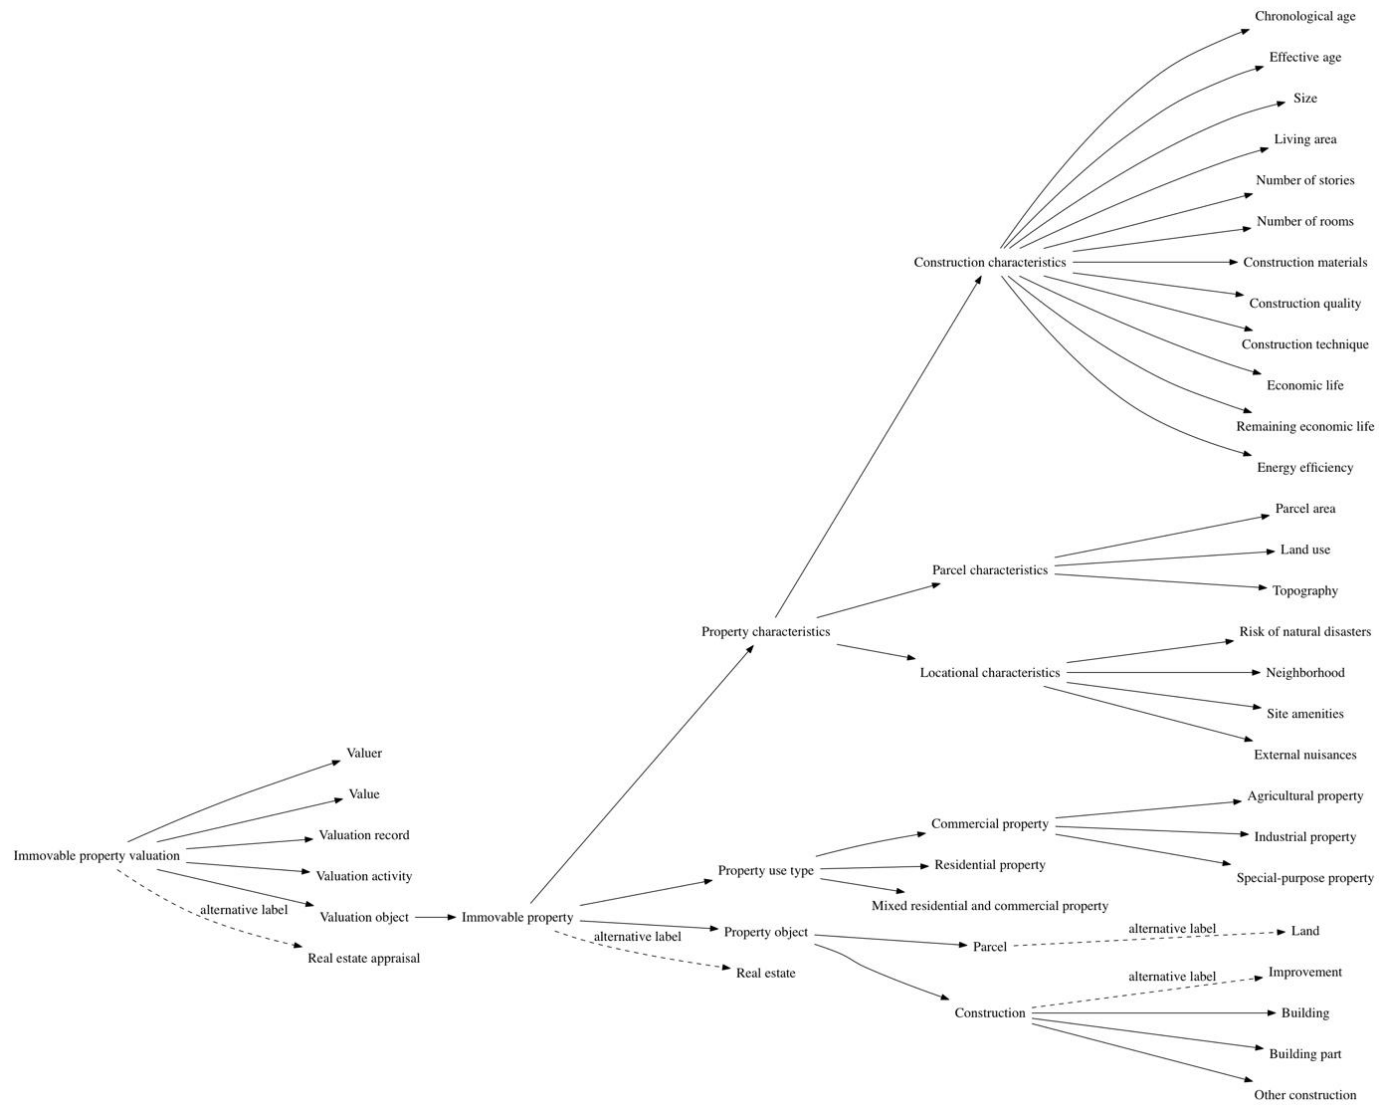 Chronological age
Effective age
Size
Living area
Number of stories
Number of rooms
Construction characteristics
Construction materials
Construction quality
Construction technique
Economic life
Remaining economic life
Energy efficiency
Parcel area
Land use
Parcel characteristics
Topography
Property characteristics
Risk of natural disasters
Locational characteristics
Neighborhood
Site amenities
External nuisances
Valuer
Value
Valuation record
Immovable property valuation
Valuation activity
alternative label
Valuation object
Real estate appraisal
Immovable property
alternative label
Property use type
Commercial property
Agricultural property
Industrial property
Special-purpose property
Residential property
Mixed residential and commercial property
Property object
Real estate
Parcel
alternative label
Land
alternative label
Improvement
Construction
Building
Building part
Other construction